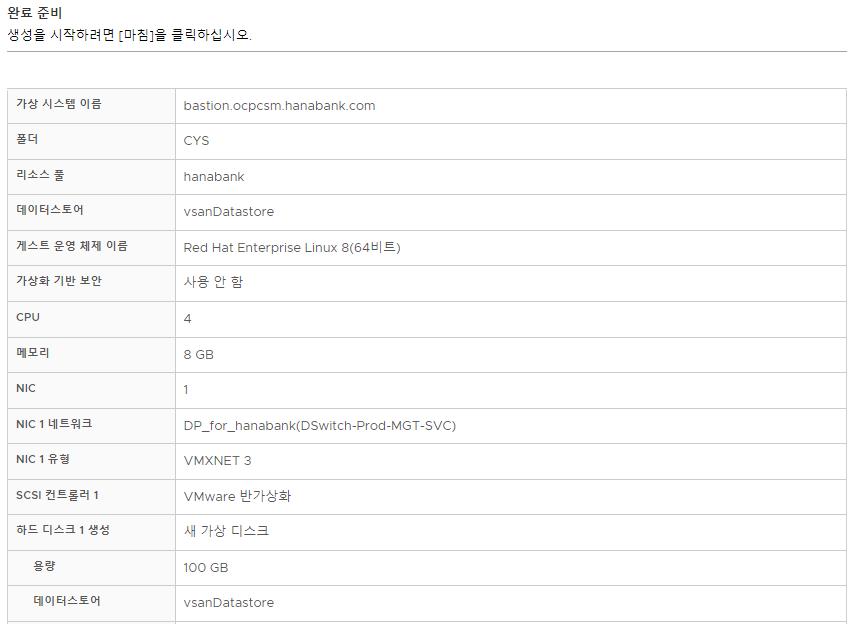 완료 준비
생성을 시작하려면 [마침]을 클릭하십시오.
가상 시스템 이름 bastion.ocpcsm.hanabank.com
폴더 CYS
리소스 풀 hanabank
데이터스토어 vsanDatastore
게스트 운영 체제 이름 Red Hat Enterprise Linux 8(64비트)
가상화 기반 보안 사용 안 함
CPU 4
메모리 8 GB
NIC 1
NIC 1 네트워크 DP_for_hanabank(DSwitch-Prod-MGT-SVC)
NIC 1 유형 VMXNET 3
SCSI 컨트롤러 1 VMware 반가상화
하드 디스크 1 생성 새 가상 디스크
용량 100 GB
데이터스토어 vsanDatastore